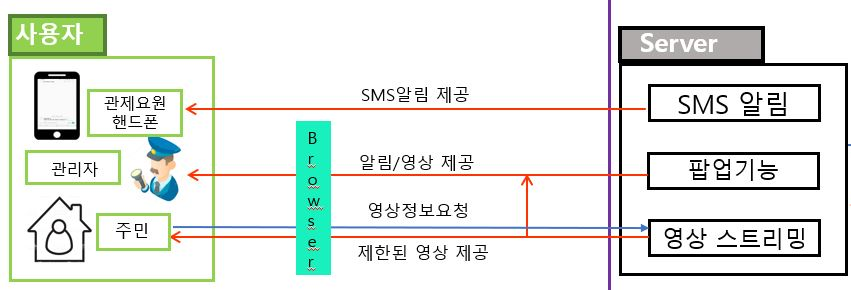 사용자
Server
관제요원
핸드폰
SMS알림 제공
SMS 알림
관리자
Browser
알림/영상 제공
팝업기능
주민
영상정보요청
제한된 영상 제공
영상 스트리밍